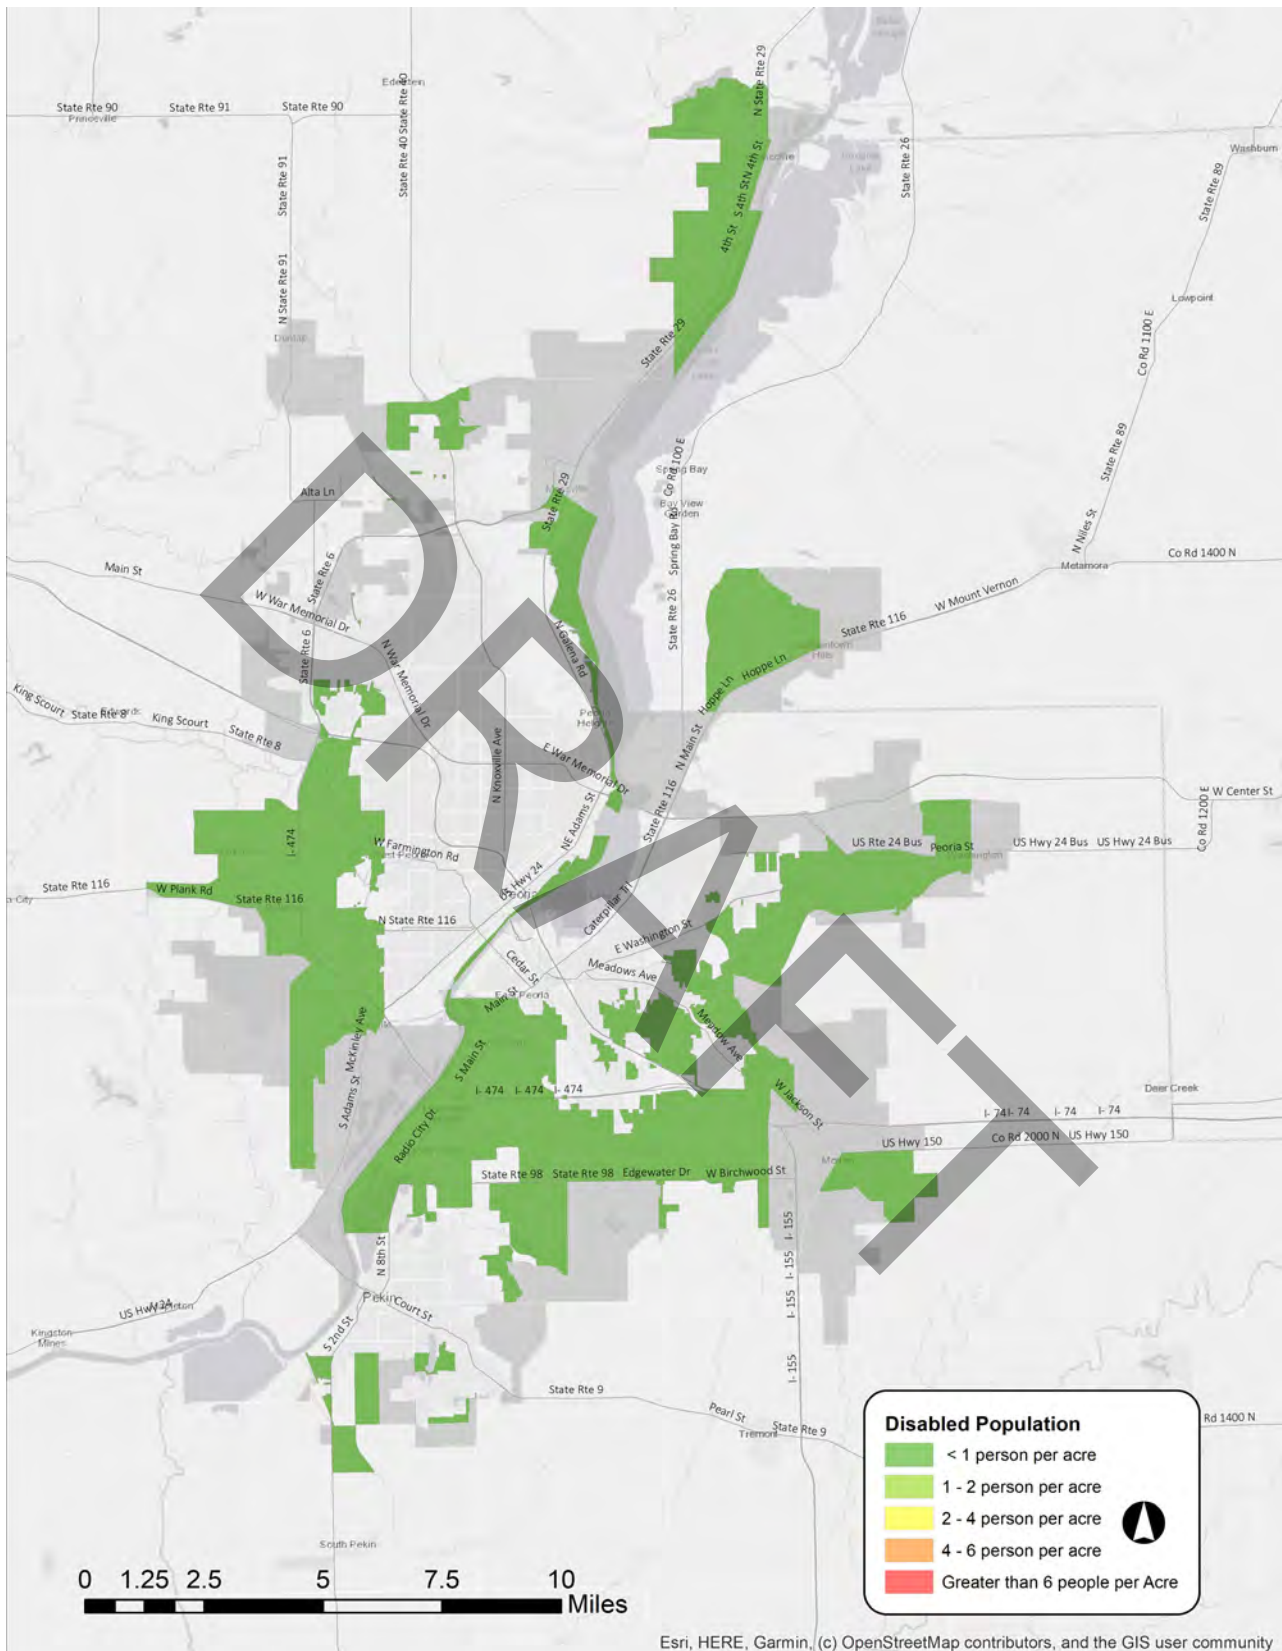 State Rte 90
State Rte 91
State Rte 90
Princeville
Edelstein
State Rte 40 State Rte 40
N State Rte 29
State Rte 26
Washburn
State Rte 89
State Rte 91
S 4th St N 4th St
4th St
N State Rte 91
Lowpoint
Dunlap
State Rte 29
Co Rd 1100 E
State Rte 89
Spring Bay
Co Rd 100 E
Bay View
Garden
Spring Bay Rd
State Rte 26
Alta Ln
State Rte 29
State Rte 6
N Niles St
Metamora
Co Rd 1400 N
Main St
W War Memorial Dr
W Mount Vernon
State Rte 116
State Rte 6
N War Memorial Dr
N Galena Rd
Hoppe Ln
Hoppe Ln
King Scourt
State Rte 8
King Scourt
State Rte 8
Peoria
Heights
N Knoxville Ave
E War Memorial Dr
N Main St
State Rte 116
NE Adams St
W Center St
Co Rd 1200 E
I- 474
W Farmington Rd
US Rte 24 Bus
Peoria St
US Hwy 24 Bus
US Hwy 24 Bus
Washington
State Rte 116
W Plank Rd
State Rte 116
US Hwy 24
Peoria
Caterpillar Trl
N State Rte 116
E Washington St
Cedar St
Meadows Ave
Main St
East Peoria
Meadow Ave
S Adams St
McKinley Ave
S Main St
I- 474
I- 474
I- 474
W Jackson St
Deer Creek
I- 74
I- 74
I- 74
I- 74
Radio City Dr
US Hwy 150
Co Rd 2000 N
US Hwy 150
Morton
State Rte 98
State Rte 98
Edgewater Dr
W Birchwood St
I- 155
I- 155
I- 155
I- 155
N 8th St
Pekin
Court St
US Hwy 24
Mapleton
Kingston
Mines
S 2nd St
State Rte 9
Pearl St
Tremont
State Rte 9
Rd 1400 N
South Pekin
DRAFT
Disabled Population
< 1 person per acre
1 - 2 person per acre
2 - 4 person per acre
4 - 6 person per acre
Greater than 6 people per Acre
0 1.25 2.5 5 7.5 10
Miles
Esri, HERE, Garmin, (c) OpenStreetMap contributors, and the GIS user community